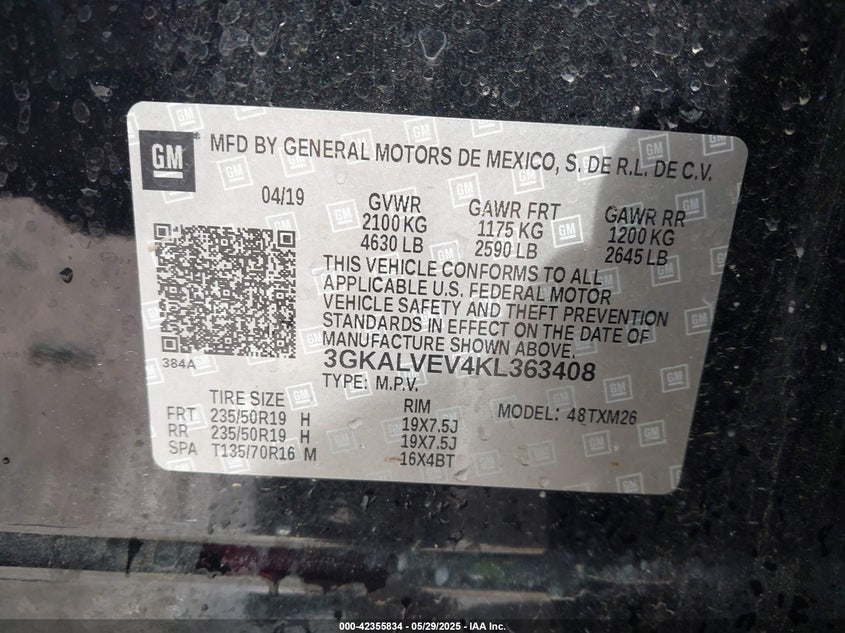 GM
MFD BY GENERAL MOTORS DE MEXICO, S. DE R.L. DE C.V.
04/19 GVWR GAWR FRT GAWR RR
2100 KG 1175 KG 1200 KG
4630 LB 2590 LB 2645 LB
THIS VEHICLE CONFORMS TO ALL
APPLICABLE U.S. FEDERAL MOTOR
VEHICLE SAFETY AND THEFT PREVENTION
STANDARDS IN EFFECT ON THE DATE OF
MANUFACTURE SHOWN ABOVE.
384A
3GKALVEV4KL363408
TYPE: M.P.V.
TIRE SIZE RIM MODEL: 48TXM26
FRT 235/50R19 H 19X7.5J
RR 235/50R19 H 19X7.5J
SPA T135/70R16 M 16X4BT
000-42355834 - 05/29/2025 - IAA Inc.